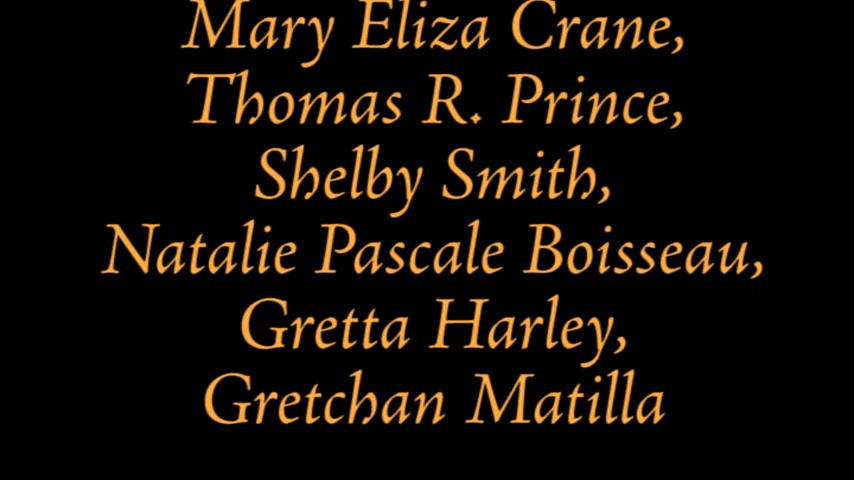 Mary Eliza Crane,
Thomas R. Prince,
Shelby Smith,
Natalie Pascale Boisseau,
Gretta Harley,
Gretchan Matilla